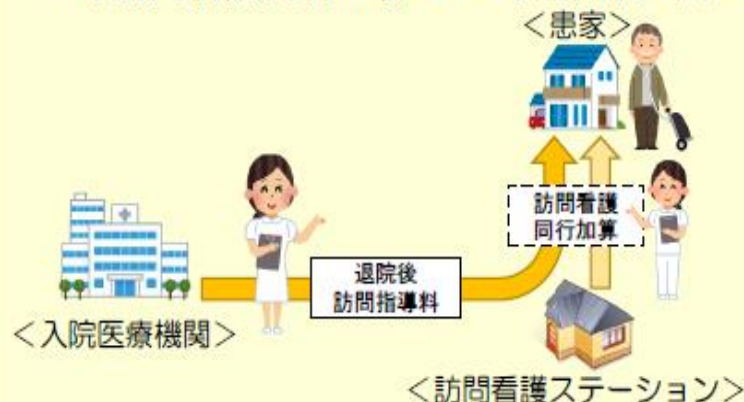 ＜患家＞
訪問看護
同行加算
退院後
訪問指導料
＜入院医療機関＞
＜訪問看護ステーション＞